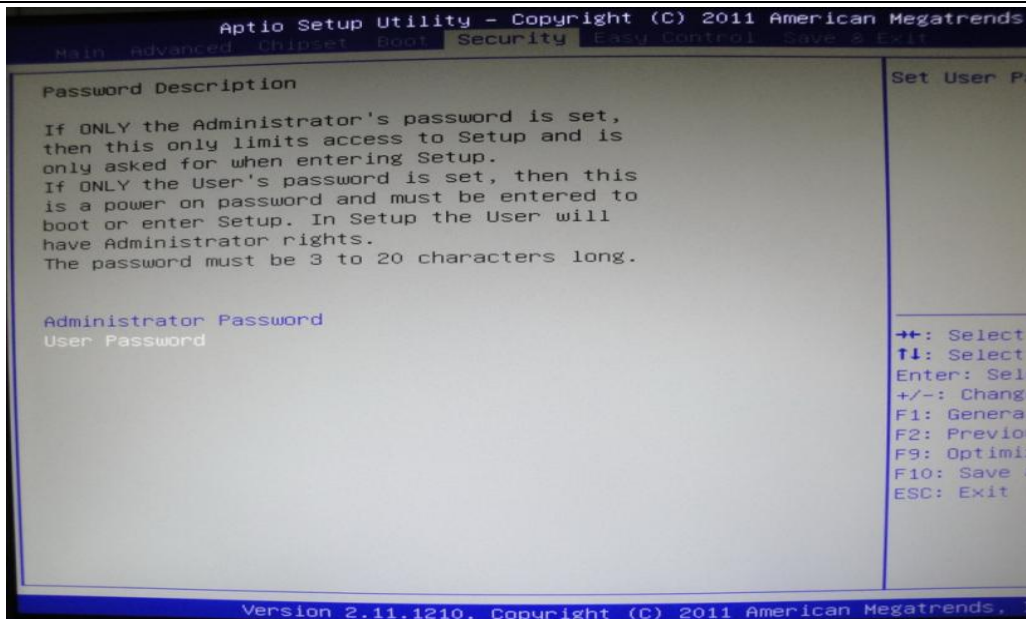 Aptio Setup Utility – Copyright (C) 2011 American Megatrends
Main Advanced Chipset Boot Security Easy Control Save & Exit
Password Description
If ONLY the Administrator's password is set,
then this only limits access to Setup and is
only asked for when entering Setup.
If ONLY the User's password is set, then this
is a power on password and must be entered to
boot or enter Setup. In Setup the User will
have Administrator rights.
The password must be 3 to 20 characters long.
Administrator Password
User Password
Set User P
→←: Select
↑↓: Select
Enter: Sel
+/-: Chang
F1: Genera
F2: Previo
F9: Optimi
F10: Save
ESC: Exit
Version 2.11.1210. Copyright (C) 2011 American Megatrends,